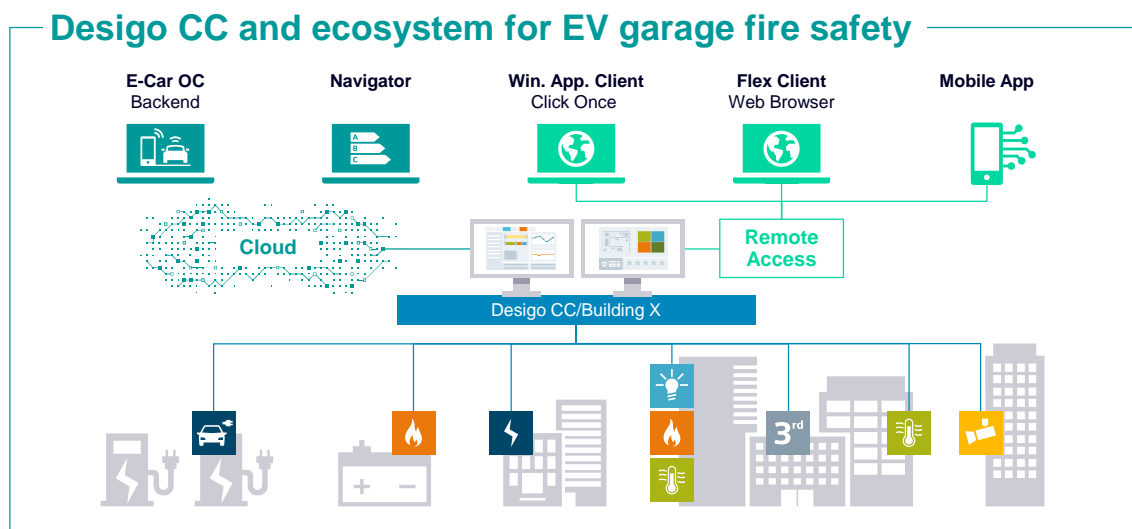 Desigo CC and ecosystem for EV garage fire safety
E-Car OC
Backend
Navigator
Win. App. Client
Click Once
Flex Client
Web Browser
Mobile App
A
B
C
Cloud
Remote
Access
Desigo CC/Building X
3rd
+ −